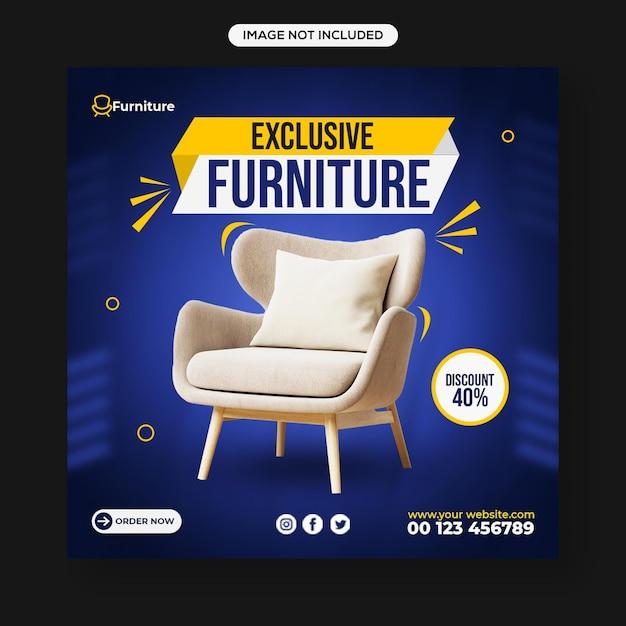 IMAGE NOT INCLUDED
Furniture
EXCLUSIVE
FURNITURE
DISCOUNT
40%
ORDER NOW
www.your website.com
00 123 456789